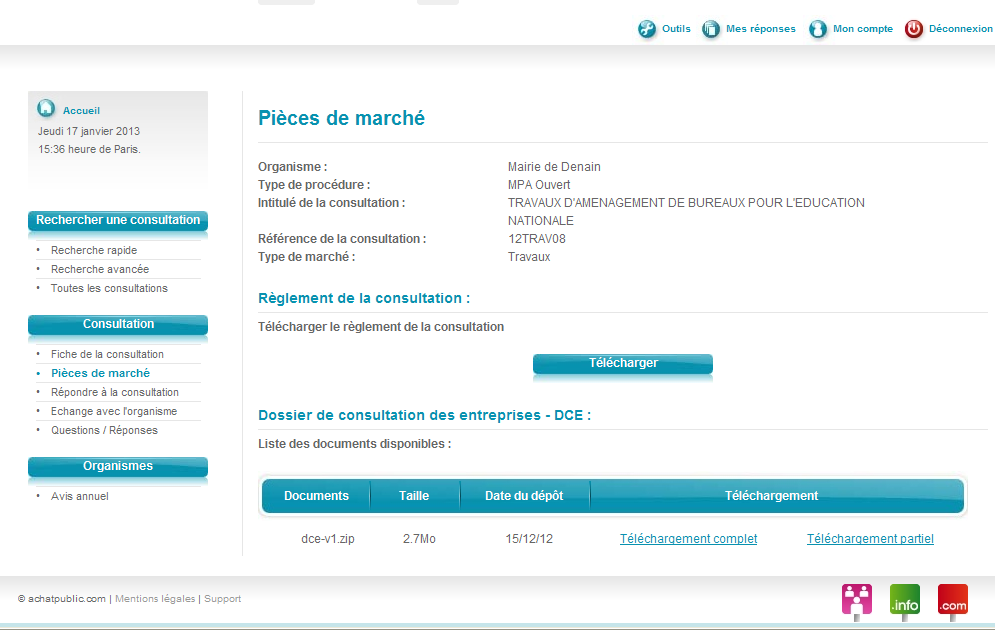 Outils Mes réponses Mon compte Déconnexion
Accueil
Jeudi 17 janvier 2013
15:36 heure de Paris.
Rechercher une consultation
• Recherche rapide
• Recherche avancée
• Toutes les consultations
Consultation
• Fiche de la consultation
• Pièces de marché
• Répondre à la consultation
• Echange avec l'organisme
• Questions / Réponses
Organismes
• Avis annuel
Pièces de marché
Organisme : Mairie de Denain
Type de procédure : MPA Ouvert
Intitulé de la consultation : TRAVAUX D'AMENAGEMENT DE BUREAUX POUR L'EDUCATION
NATIONALE
Référence de la consultation : 12TRAV08
Type de marché : Travaux
Règlement de la consultation :
Télécharger le règlement de la consultation
Télécharger
Dossier de consultation des entreprises - DCE :
Liste des documents disponibles :
Documents Taille Date du dépôt Téléchargement
dce-v1.zip 2.7Mo 15/12/12 Téléchargement complet Téléchargement partiel
© achatpublic.com | Mentions légales | Support
.info .com